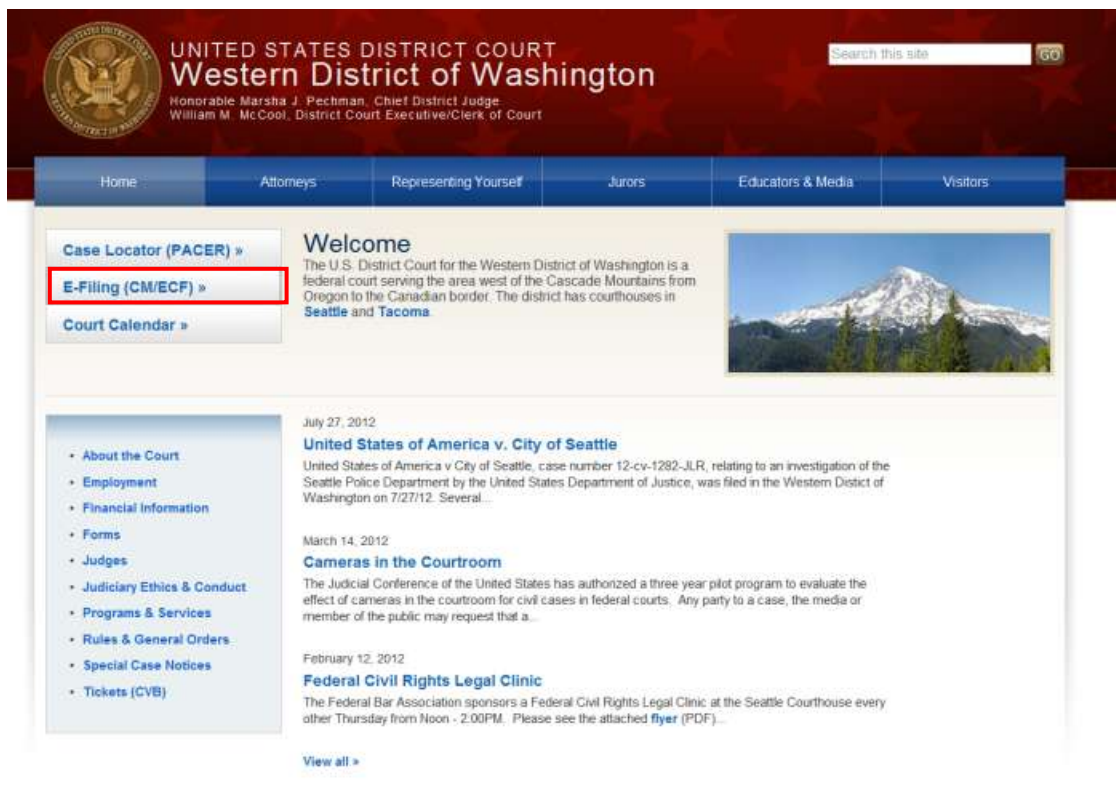 UNITED STATES DISTRICT COURT
Western District of Washington
Honorable Marsha J. Pechman, Chief District Judge
William M. McCool, District Court Executive/Clerk of Court
Search this site
GO
Home
Attorneys
Representing Yourself
Jurors
Educators & Media
Visitors
Case Locator (PACER) »
E-Filing (CM/ECF) »
Court Calendar »
Welcome
The U.S. District Court for the Western District of Washington is a
federal court serving the area west of the Cascade Mountains from
Oregon to the Canadian border. The district has courthouses in
Seattle and Tacoma.
• About the Court
• Employment
• Financial Information
• Forms
• Judges
• Judiciary Ethics & Conduct
• Programs & Services
• Rules & General Orders
• Special Case Notices
• Tickets (CVB)
July 27, 2012
United States of America v. City of Seattle
United States of America v City of Seattle, case number 12-cv-1282-JLR, relating to an investigation of the
Seattle Police Department by the United States Department of Justice, was filed in the Western Distict of
Washington on 7/27/12. Several...
March 14, 2012
Cameras in the Courtroom
The Judicial Conference of the United States has authorized a three year pilot program to evaluate the
effect of cameras in the courtroom for civil cases in federal courts. Any party to a case, the media or
member of the public may request that a...
February 12, 2012
Federal Civil Rights Legal Clinic
The Federal Bar Association sponsors a Federal Civil Rights Legal Clinic at the Seattle Courthouse every
other Thursday from Noon - 2:00PM. Please see the attached flyer (PDF)...
View all »